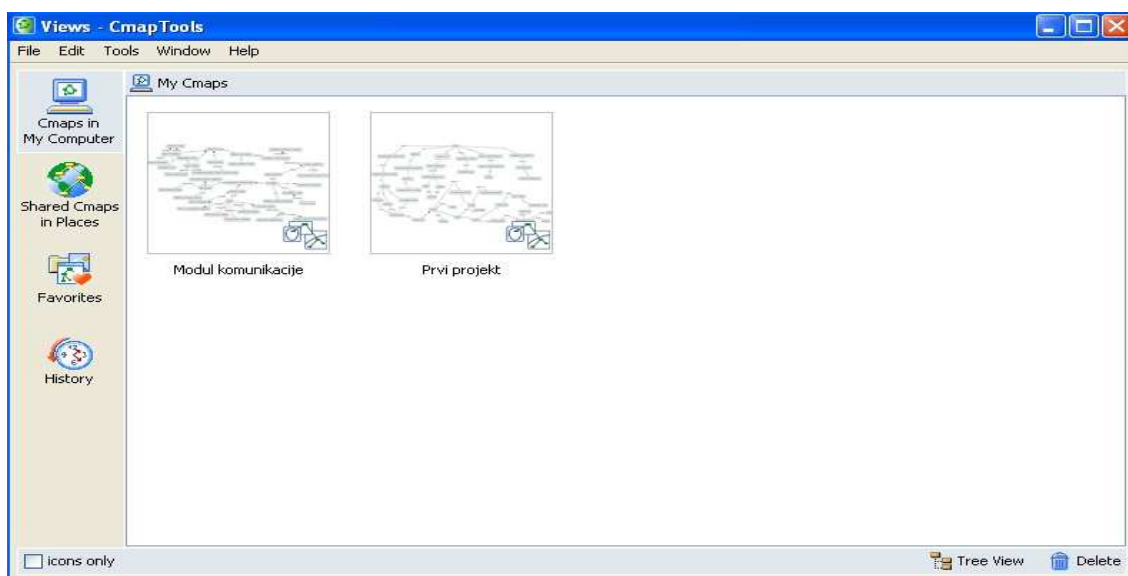 Views - CmapTools
File Edit Tools Window Help
My Cmaps
Cmaps in
My Computer
Shared Cmaps
in Places
Favorites
History
Modul komunikacije
Prvi projekt
icons only
Tree View
Delete